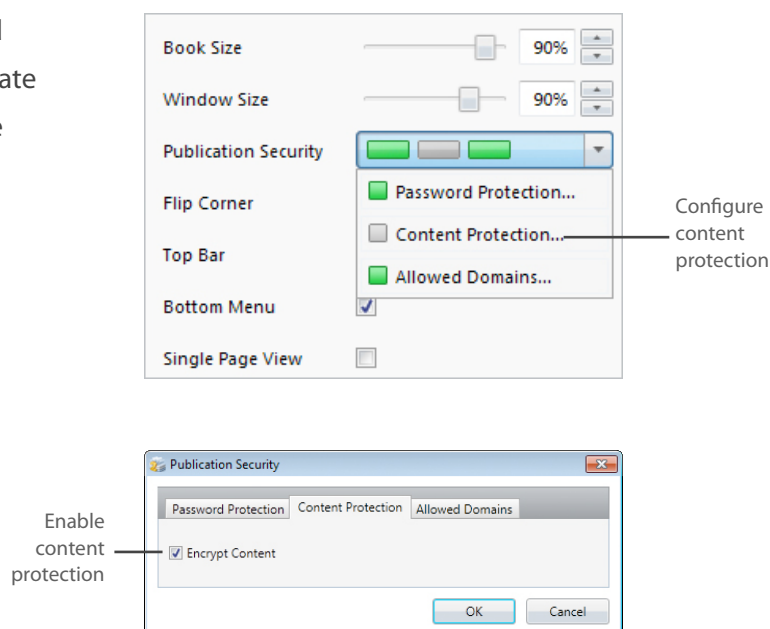 ate
Book Size 90%
Window Size 90%
Publication Security
Password Protection...
Flip Corner
Content Protection...
Configure
content
protection
Top Bar
Allowed Domains...
Bottom Menu
Single Page View
Publication Security
Password Protection Content Protection Allowed Domains
Enable
content
protection
Encrypt Content
OK Cancel